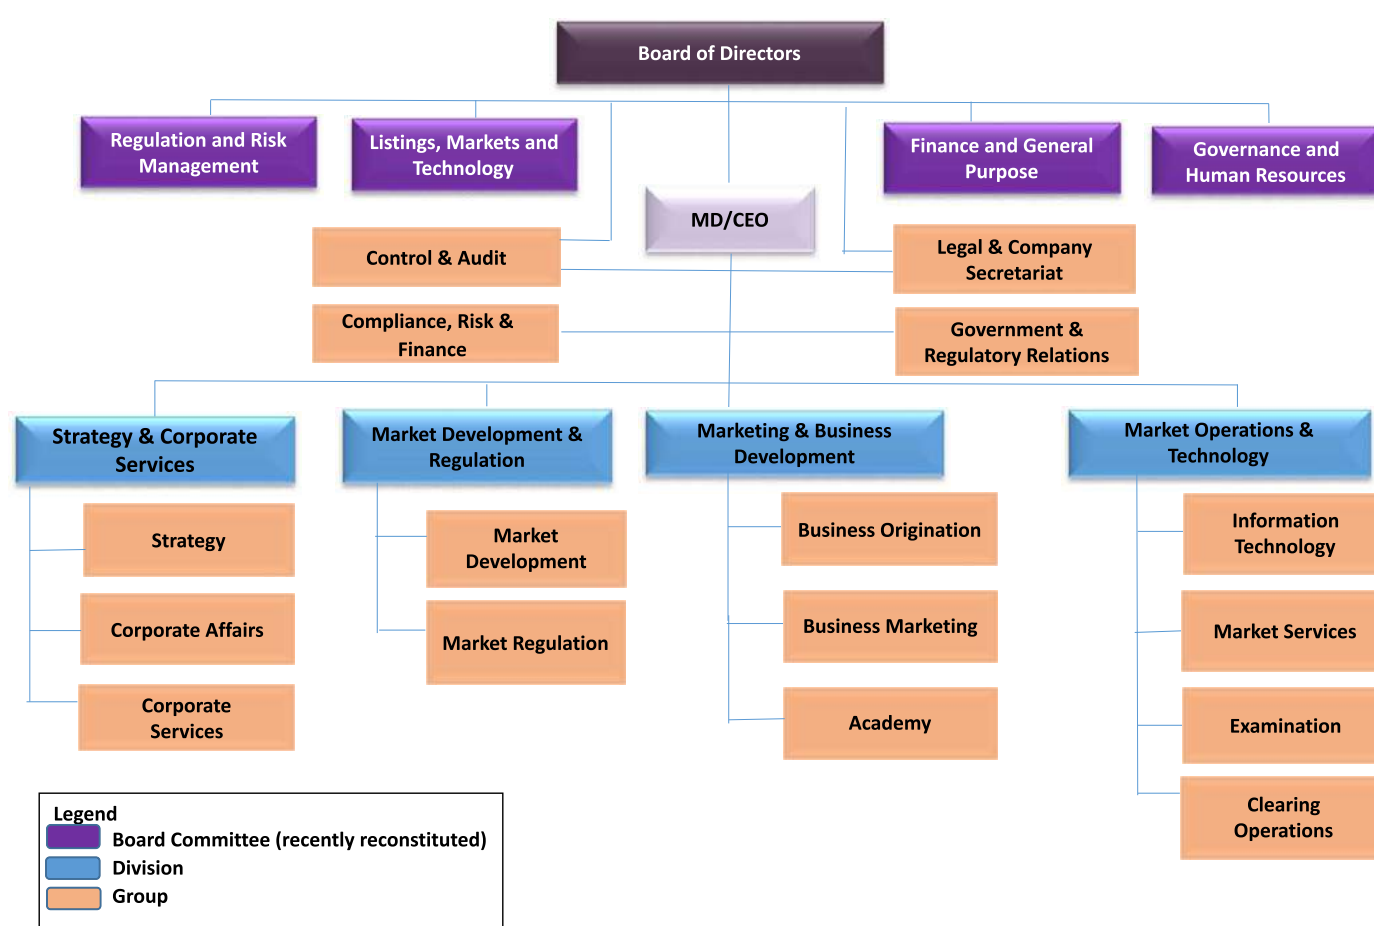 Board of Directors
Regulation and Risk
Management
Listings, Markets and
Technology
Finance and General
Purpose
Governance and
Human Resources
MD/CEO
Control & Audit
Legal & Company
Secretariat
Compliance, Risk &
Finance
Government &
Regulatory Relations
Strategy & Corporate
Services
Market Development &
Regulation
Marketing & Business
Development
Market Operations &
Technology
Strategy
Corporate Affairs
Corporate
Services
Market
Development
Market Regulation
Business Origination
Business Marketing
Academy
Information
Technology
Market Services
Examination
Clearing
Operations
Legend
Board Committee (recently reconstituted)
Division
Group